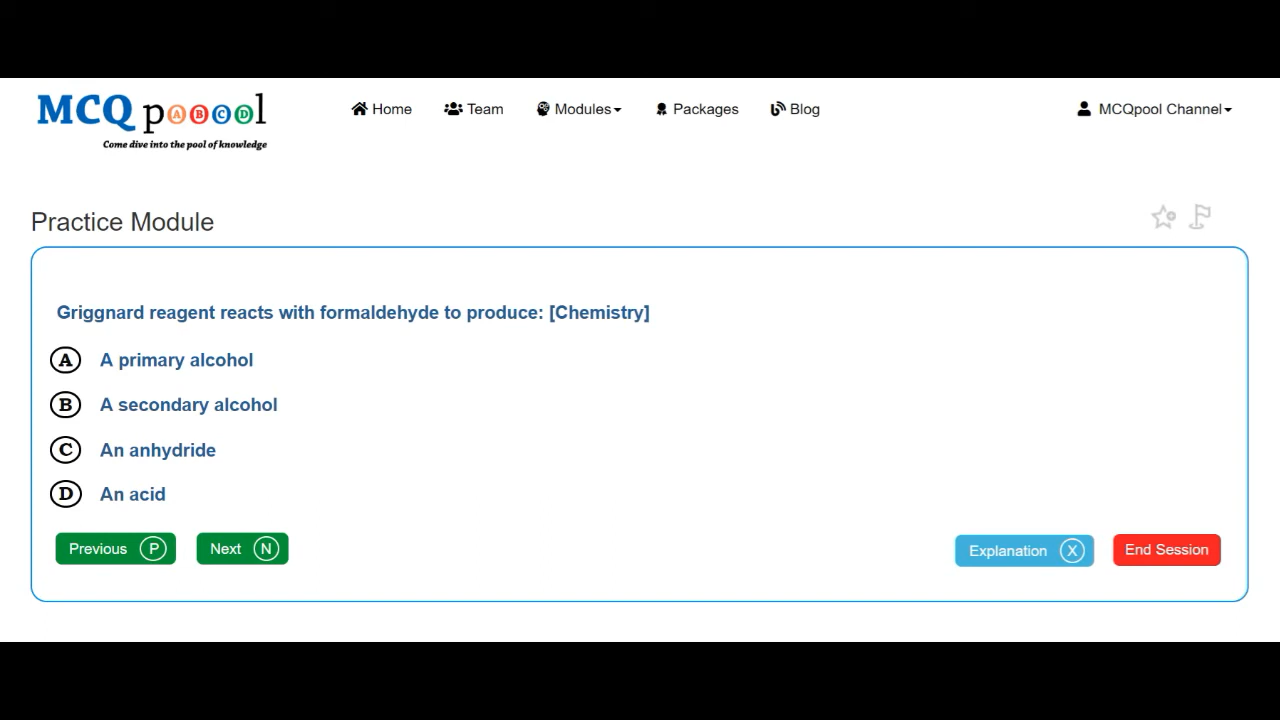 MCQ pool
A B C D
Come dive into the pool of knowledge
Home Team Modules Packages Blog MCQpool Channel
Practice Module
Griggnard reagent reacts with formaldehyde to produce: [Chemistry]
A A primary alcohol
B A secondary alcohol
C An anhydride
D An acid
Previous P Next N Explanation X End Session